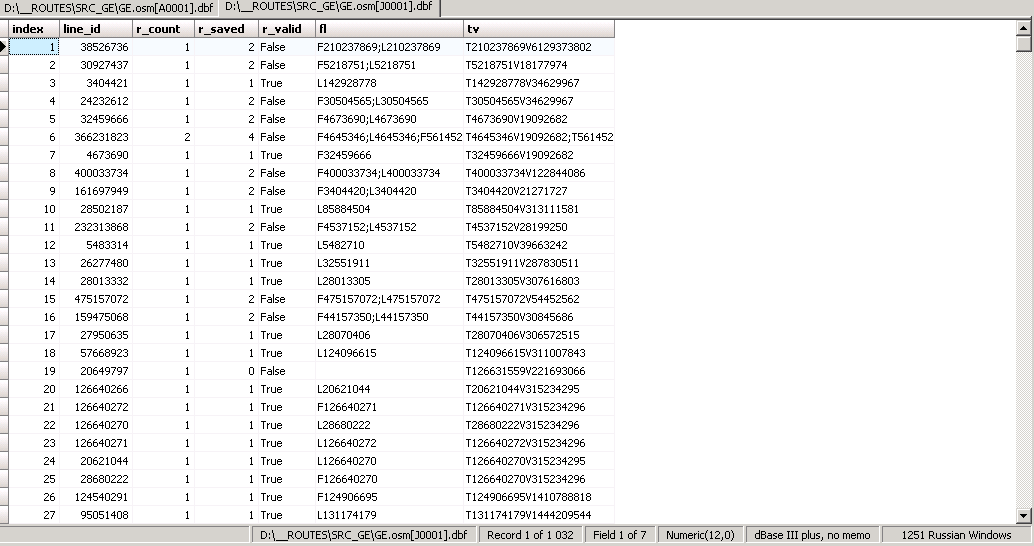 D:\__ROUTES\SRC_GE\GE.osm[A0001].dbf D:\__ROUTES\SRC_GE\GE.osm[J0001].dbf
index line_id r_count r_saved r_valid fl tv
1 38526736 1 2 False F210237869;L210237869 T210237869V6129373802
2 30927437 1 2 False F5218751;L5218751 T5218751V18177974
3 3404421 1 1 True L142928778 T142928778V34629967
4 24232612 1 2 False F30504565;L30504565 T30504565V34629967
5 32459666 1 2 False F4673690;L4673690 T4673690V19092682
6 366231823 2 4 False F4645346;L4645346;F561452 T4645346V19092682;T561452
7 4673690 1 1 True F32459666 T32459666V19092682
8 400033734 1 2 False F400033734;L400033734 T400033734V122844086
9 161697949 1 2 False F3404420;L3404420 T3404420V21271727
10 28502187 1 1 True L85884504 T85884504V313111581
11 232313868 1 2 False F4537152;L4537152 T4537152V28199250
12 5483314 1 1 True L5482710 T5482710V39663242
13 26277480 1 1 True L32551911 T32551911V287830511
14 28013332 1 1 True L28013305 T28013305V307616803
15 475157072 1 2 False F475157072;L475157072 T475157072V54452562
16 159475068 1 2 False F44157350;L44157350 T44157350V30845686
17 27950635 1 1 True L28070406 T28070406V306572515
18 57668923 1 1 True L124096615 T124096615V311007843
19 20649797 1 0 False T126631559V221693066
20 126640266 1 1 True L20621044 T20621044V315234295
21 126640272 1 1 True F126640271 T126640271V315234296
22 126640270 1 1 True L28680222 T28680222V315234296
23 126640271 1 1 True L126640272 T126640272V315234296
24 20621044 1 1 True L126640270 T126640270V315234295
25 28680222 1 1 True F126640270 T126640270V315234296
26 124540291 1 1 True F124906695 T124906695V1410788818
27 95051408 1 1 True L131174179 T131174179V1444209544
D:\__ROUTES\SRC_GE\GE.osm[J0001].dbf Record 1 of 1 032 Field 1 of 7 Numeric(12,0) dBase III plus, no memo 1251 Russian Windows